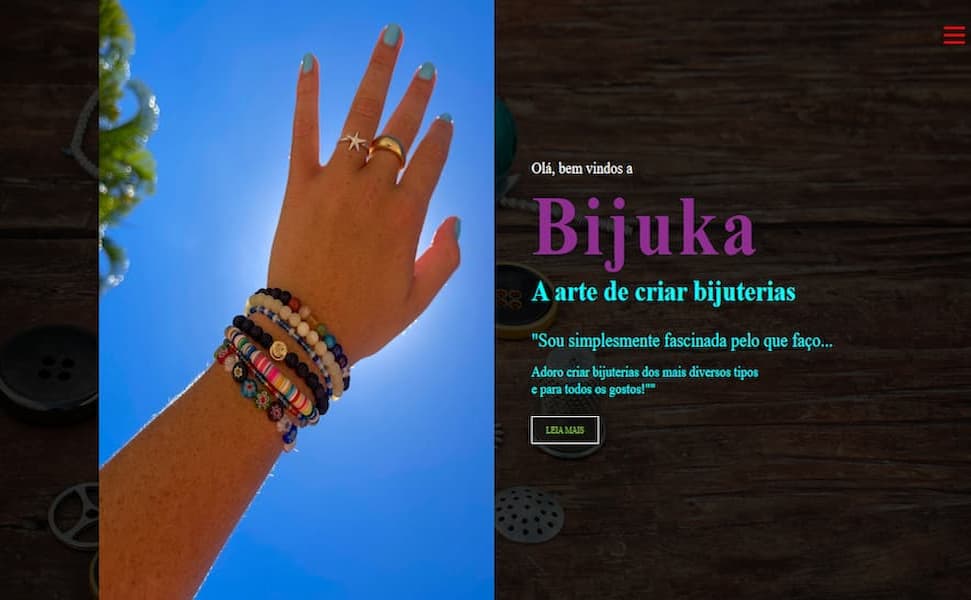 Olá, bem vindos a
Bijuka
A arte de criar bijuterias
"Sou simplesmente fascinada pelo que faço...
Adoro criar bijuterias dos mais diversos tipos
e para todos os gostos!""
LEIA MAIS